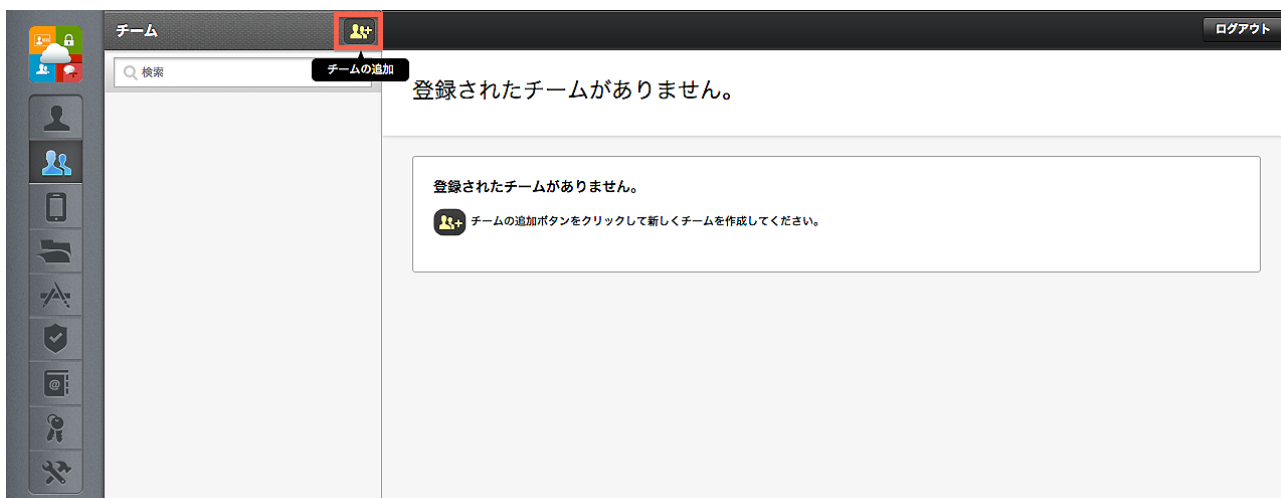 チーム
ログアウト
検索
チームの追加
登録されたチームがありません。
登録されたチームがありません。
チームの追加ボタンをクリックして新しくチームを作成してください。